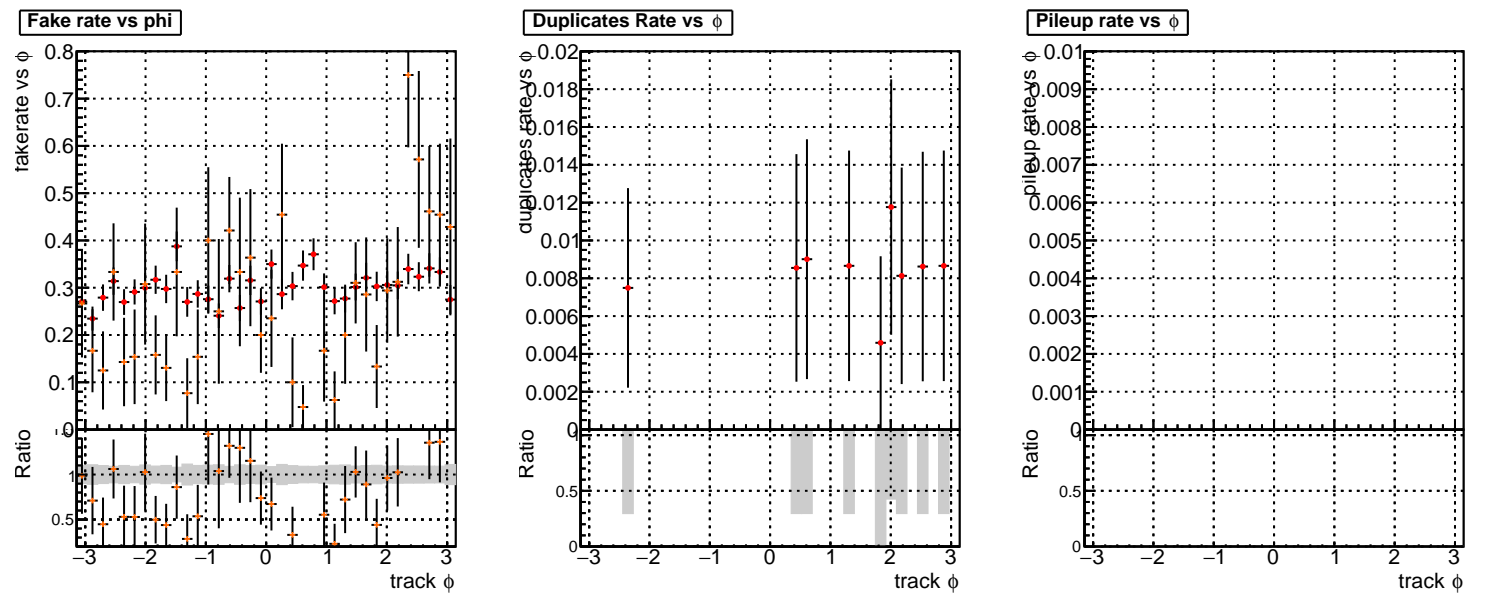 Fake rate vs phi
fakerate vs ϕ
0.8
0.7
0.6
0.5
0.4
0.3
0.2
0.1
0
Ratio
1
0.5
−3 −2 −1 0 1 2 3
track ϕ
Duplicates Rate vs ϕ
duplicates rate vs ϕ
0.02
0.018
0.016
0.014
0.012
0.01
0.008
0.006
0.004
0.002
0
Ratio
1
0.5
0
−3 −2 −1 0 1 2 3
track ϕ
Pileup rate vs ϕ
pileup rate vs ϕ
0.01
0.009
0.008
0.007
0.006
0.005
0.004
0.003
0.002
0.001
0
Ratio
1
0.5
0
−3 −2 −1 0 1 2 3
track ϕ